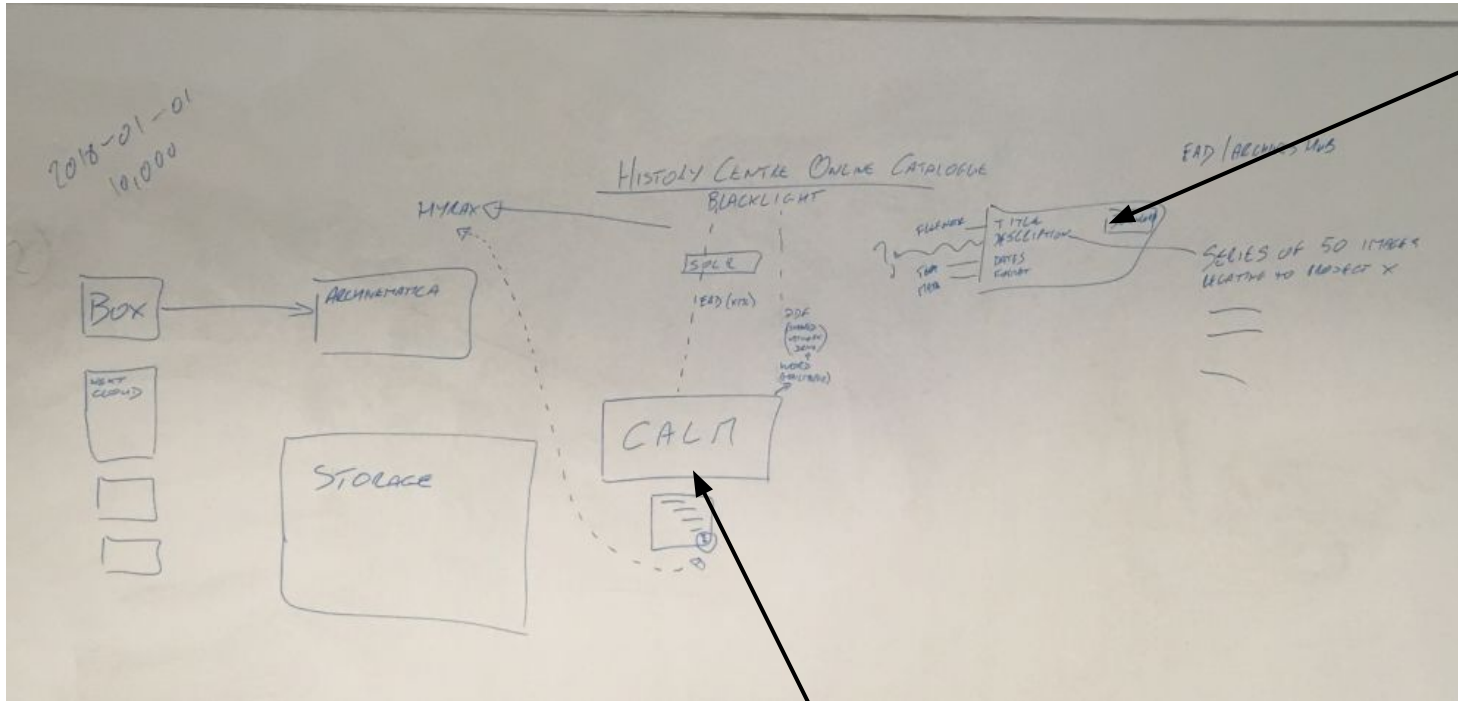 2018-01-01
10,000
HISTORY CENTRE ONLINE CATALOGUE
BLACKLIGHT
HYRAX
EAD / ARCHIVES HUB
TITLE
DESCRIPTION
DATES
SERIES OF 50 IMAGES
RELATING TO PROJECT X
BOX
ARCHIVEMATICA
SOLR
EAD (XML)
PDF
WORD
NEXT
CLOUD
CALM
STORAGE